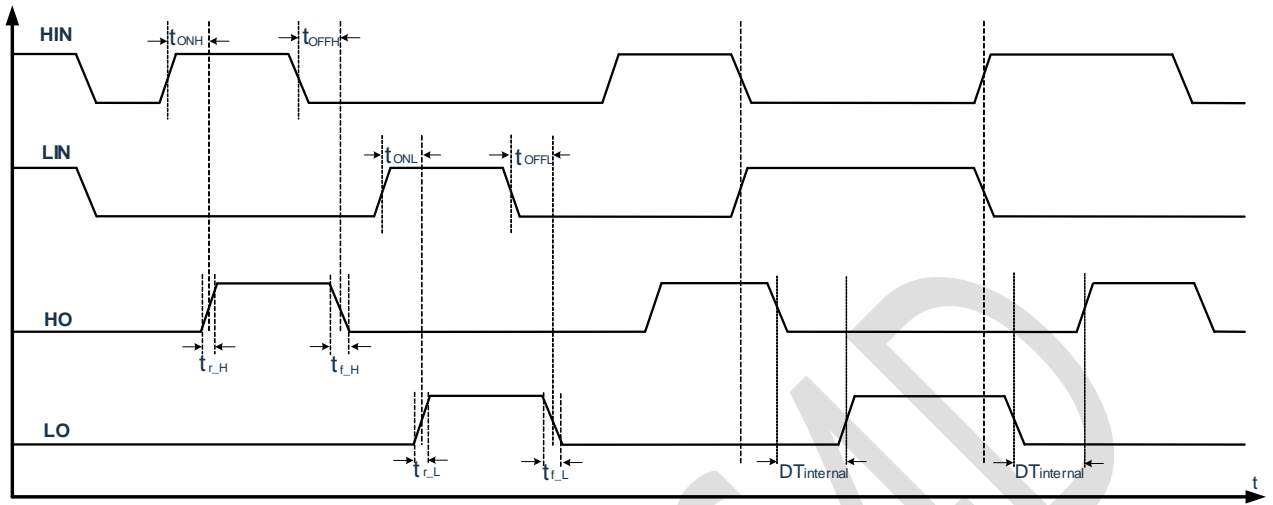 HIN
tONH
tOFFH
LIN
tONL
tOFFL
HO
tr_H
tf_H
LO
tr_L
tf_L
DTinternal
DTinternal
t